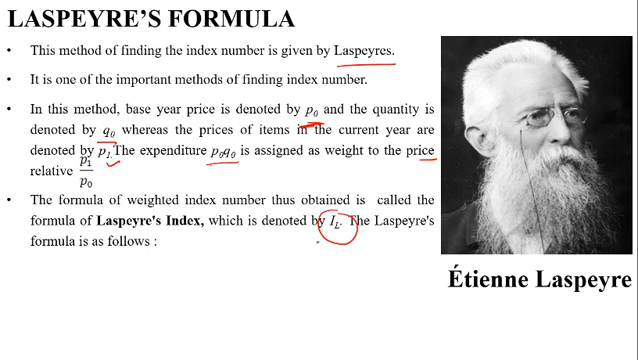 LASPEYRE'S FORMULA
• This method of finding the index number is given by Laspeyres.
• It is one of the important methods of finding index number.
• In this method, base year price is denoted by p₀ and the quantity is
denoted by q₀ whereas the prices of items in the current year are
denoted by p₁.The expenditure p₀q₀ is assigned as weight to the price
relative p₁/p₀
• The formula of weighted index number thus obtained is called the
formula of Laspeyre's Index, which is denoted by I_L. The Laspeyre's
formula is as follows :
Étienne Laspeyre